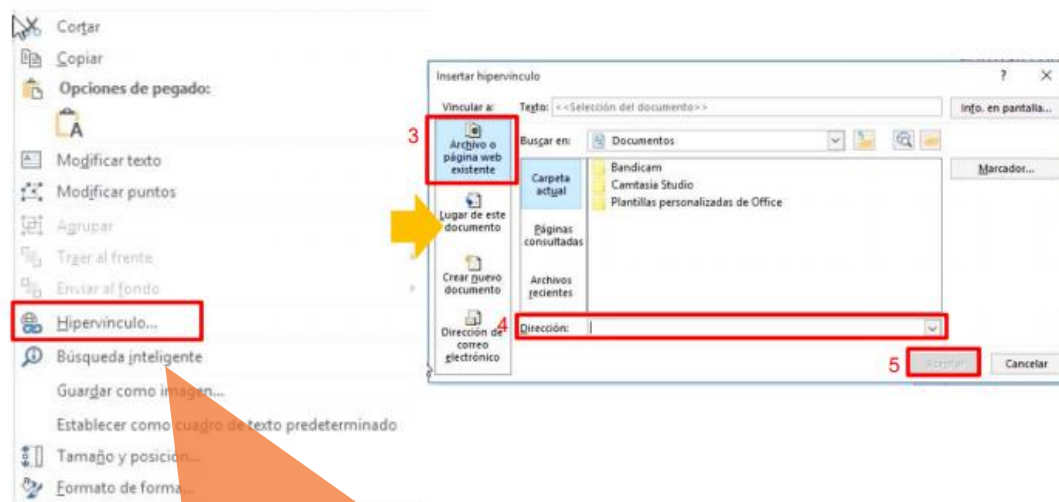 Cortar
Copiar
Opciones de pegado:
A
Modificar texto
Modificar puntos
Agrupar
Traer al frente
Enviar al fondo
Hipervínculo...
Búsqueda inteligente
Guardar como imagen...
Establecer como cuadro de texto predeterminado
Tamaño y posición...
Formato de forma...
Insertar hipervínculo
? X
Vincular a:
Texto: <<Selección del documento>>
Info. en pantalla...
3
Archivo o
página web
existente
Buscar en:
Documentos
Lugar de este
documento
Crear nuevo
documento
Dirección de
correo
electrónico
Carpeta
actual
Páginas
consultadas
Archivos
recientes
Bandicam
Camtasia Studio
Plantillas personalizadas de Office
Marcador...
4
Dirección:
5
Aceptar
Cancelar